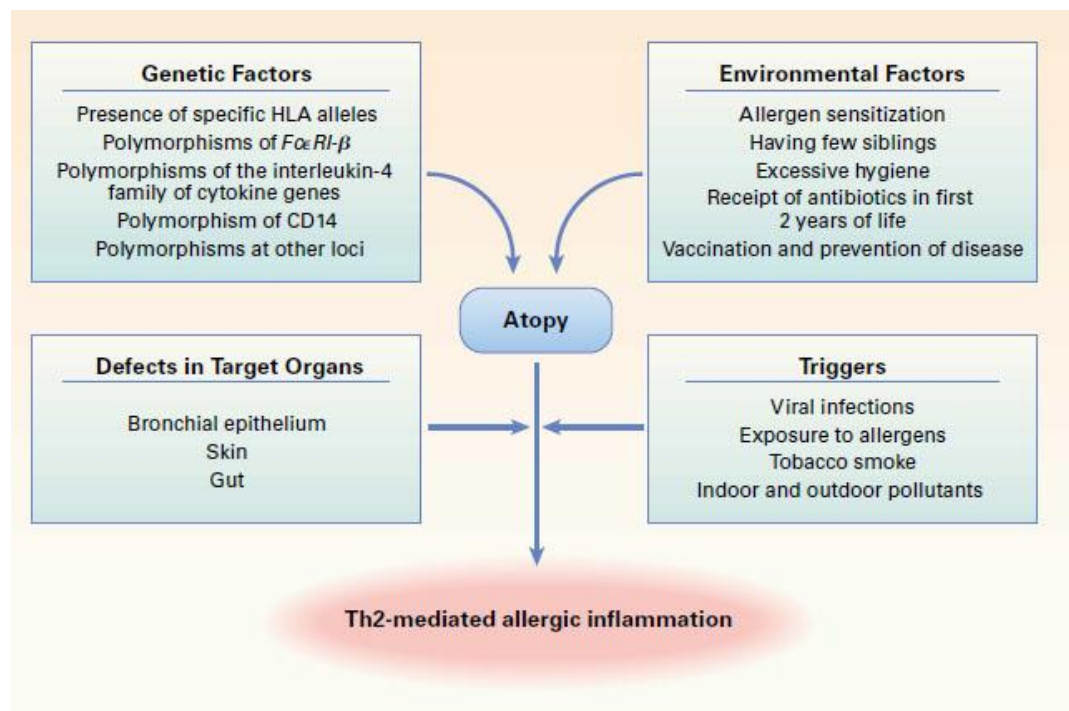 Genetic Factors
Presence of specific HLA alleles
Polymorphisms of FcϵRI-β
Polymorphisms of the interleukin-4
family of cytokine genes
Polymorphism of CD14
Polymorphisms at other loci
Environmental Factors
Allergen sensitization
Having few siblings
Excessive hygiene
Receipt of antibiotics in first
2 years of life
Vaccination and prevention of disease
Atopy
Defects in Target Organs
Bronchial epithelium
Skin
Gut
Triggers
Viral infections
Exposure to allergens
Tobacco smoke
Indoor and outdoor pollutants
Th2-mediated allergic inflammation